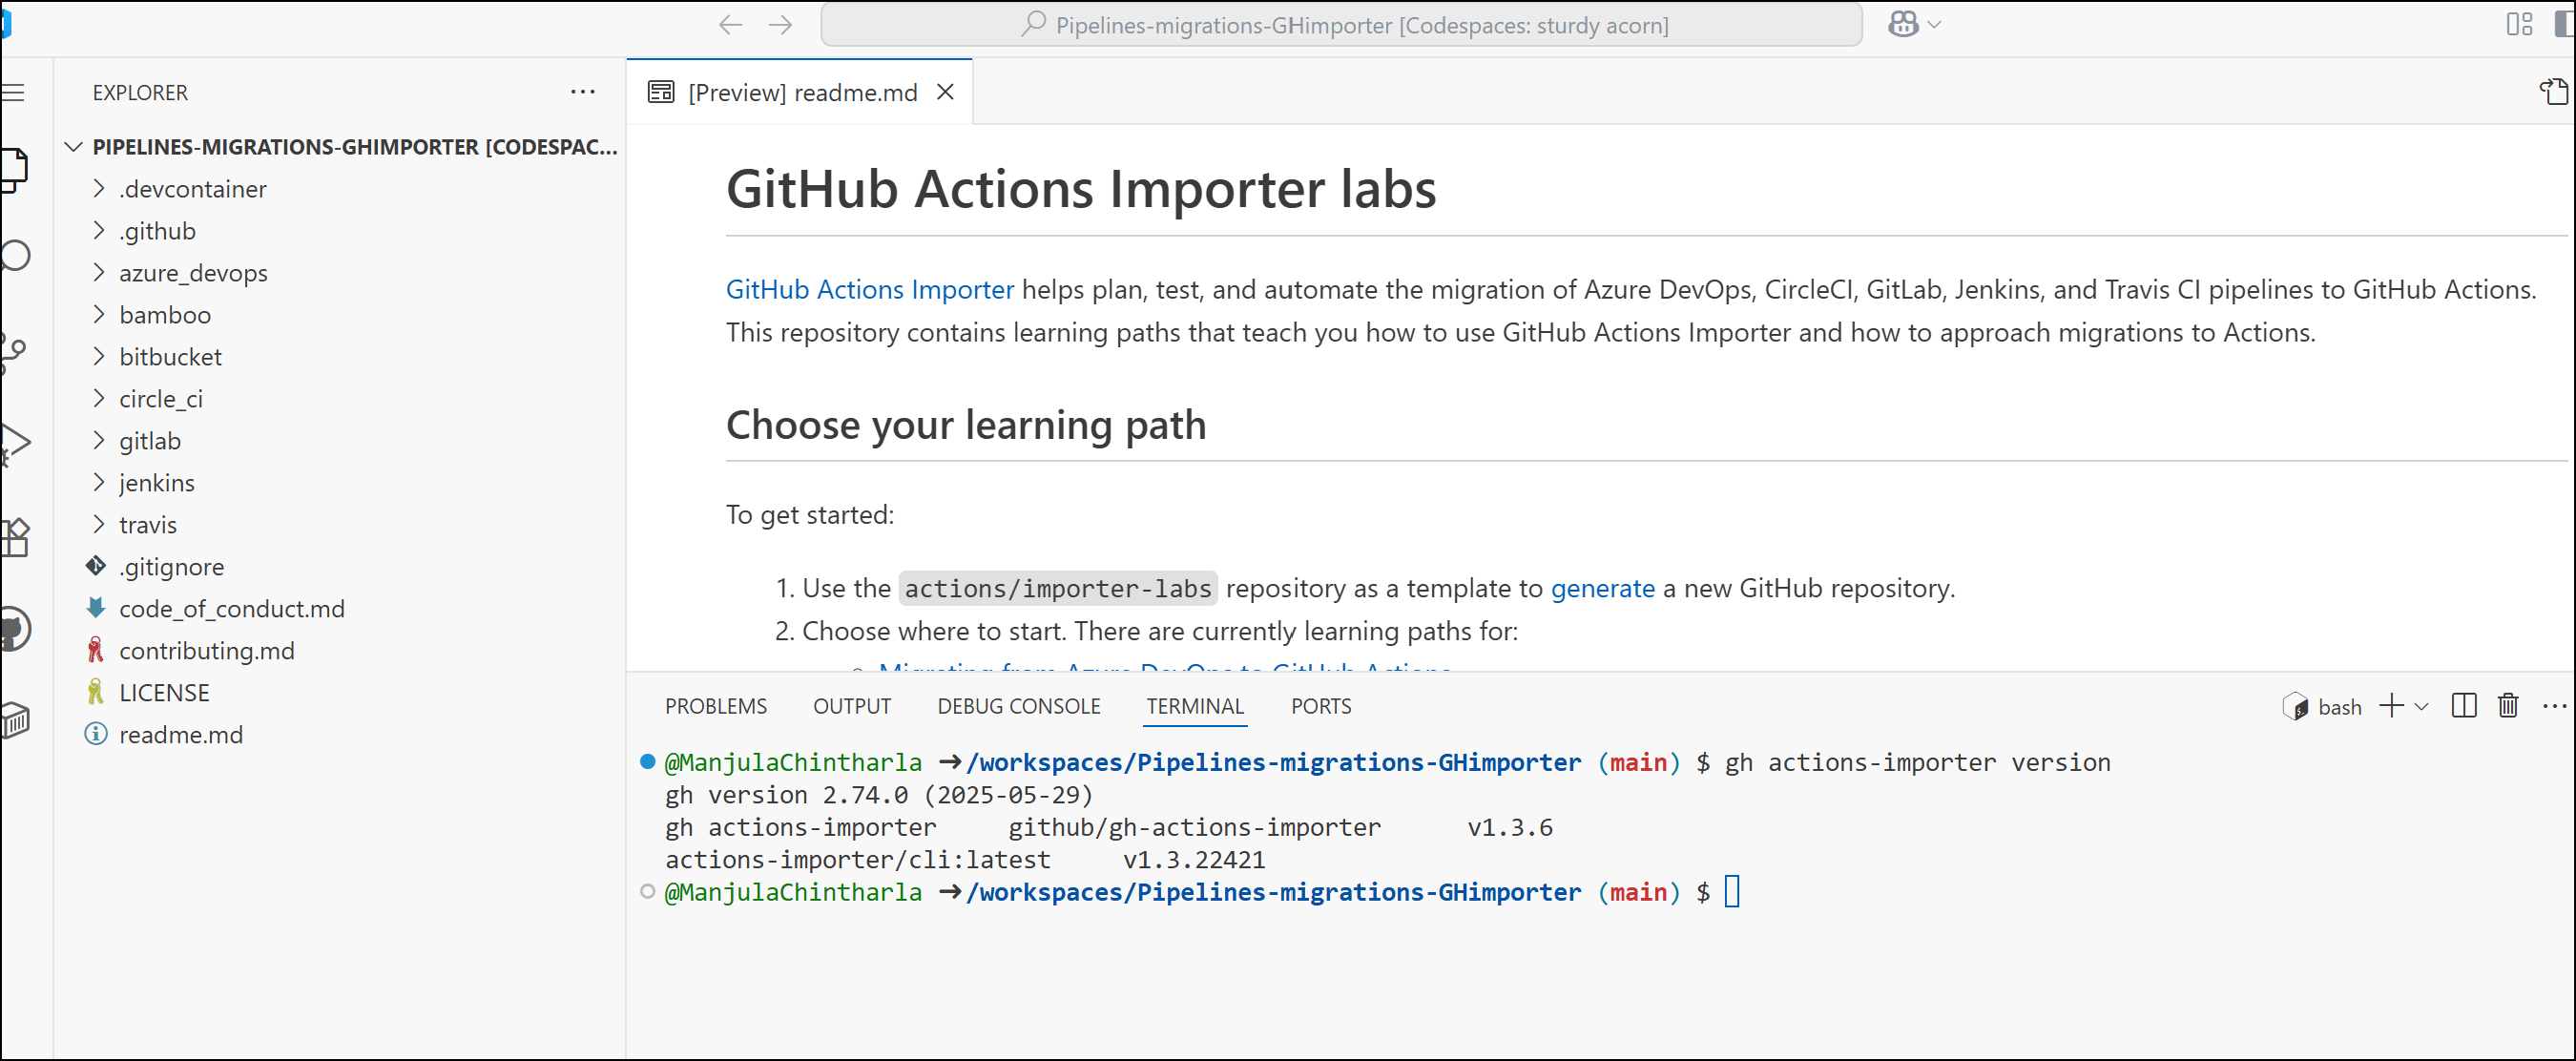 Pipelines-migrations-GHimporter [Codespaces: sturdy acorn]
EXPLORER
PIPELINES-MIGRATIONS-GHIMPORTER [CODESPAC...
.devcontainer
.github
azure_devops
bamboo
bitbucket
circle_ci
gitlab
jenkins
travis
.gitignore
code_of_conduct.md
contributing.md
LICENSE
readme.md
[Preview] readme.md
GitHub Actions Importer labs
GitHub Actions Importer helps plan, test, and automate the migration of Azure DevOps, CircleCI, GitLab, Jenkins, and Travis CI pipelines to GitHub Actions.
This repository contains learning paths that teach you how to use GitHub Actions Importer and how to approach migrations to Actions.
Choose your learning path
To get started:
1. Use the actions/importer-labs repository as a template to generate a new GitHub repository.
2. Choose where to start. There are currently learning paths for:
Migrating from Azure DevOps to GitHub Actions
PROBLEMS OUTPUT DEBUG CONSOLE TERMINAL PORTS
bash
@ManjulaChintharla ➜/workspaces/Pipelines-migrations-GHimporter (main) $ gh actions-importer version
gh version 2.74.0 (2025-05-29)
gh actions-importer github/gh-actions-importer v1.3.6
actions-importer/cli:latest v1.3.22421
@ManjulaChintharla ➜/workspaces/Pipelines-migrations-GHimporter (main) $